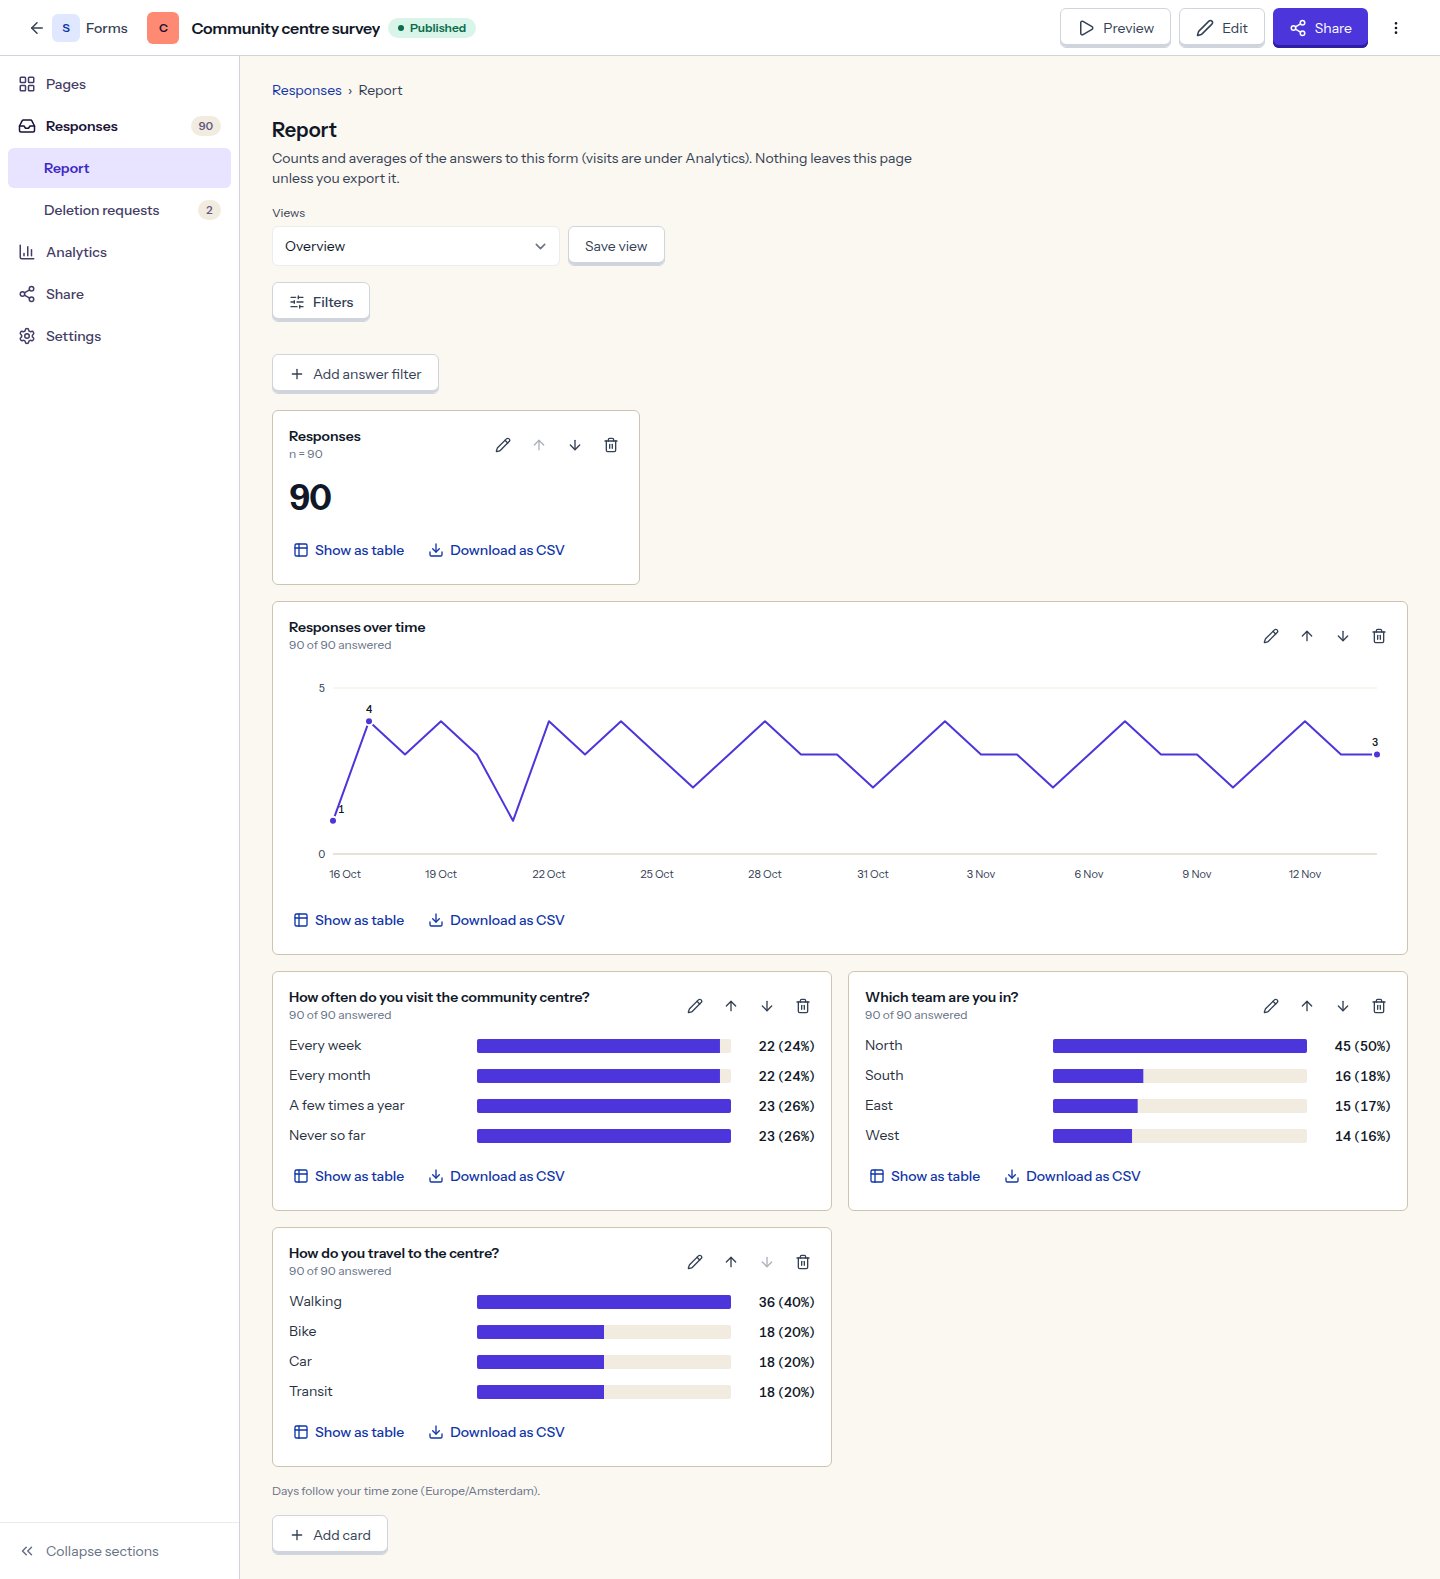 S Forms C Community centre survey Published Preview Edit Share
Pages
Responses 90
Report
Deletion requests 2
Analytics
Share
Settings
Collapse sections
Responses › Report
Report
Counts and averages of the answers to this form (visits are under Analytics). Nothing leaves this page
unless you export it.
Views
Overview Save view
Filters
Add answer filter
Responses
n = 90
90
Show as table Download as CSV
Responses over time
90 of 90 answered
5
4
3
1
0
16 Oct 19 Oct 22 Oct 25 Oct 28 Oct 31 Oct 3 Nov 6 Nov 9 Nov 12 Nov
Show as table Download as CSV
How often do you visit the community centre?
90 of 90 answered
Every week 22 (24%)
Every month 22 (24%)
A few times a year 23 (26%)
Never so far 23 (26%)
Show as table Download as CSV
Which team are you in?
90 of 90 answered
North 45 (50%)
South 16 (18%)
East 15 (17%)
West 14 (16%)
Show as table Download as CSV
How do you travel to the centre?
90 of 90 answered
Walking 36 (40%)
Bike 18 (20%)
Car 18 (20%)
Transit 18 (20%)
Show as table Download as CSV
Days follow your time zone (Europe/Amsterdam).
Add card